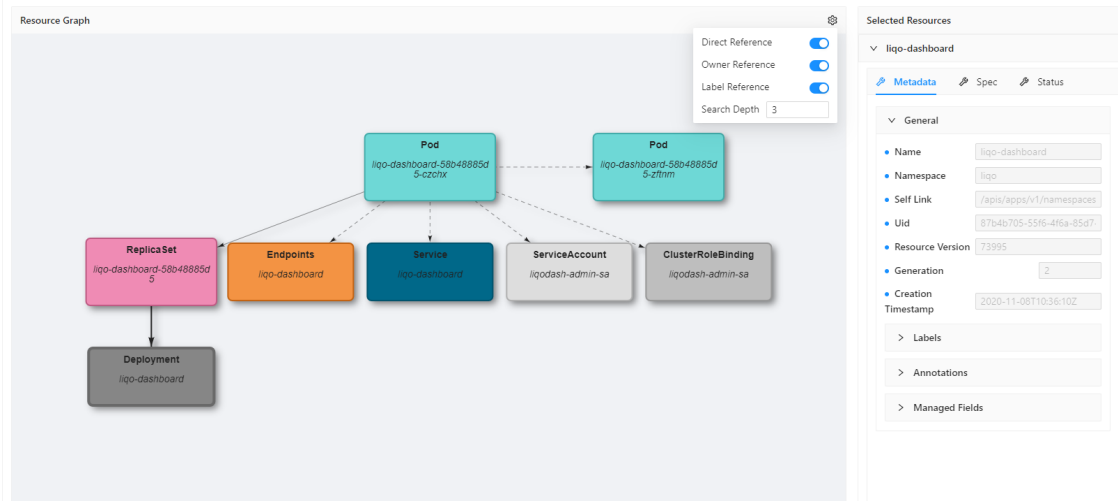 Resource Graph
Direct Reference
Owner Reference
Label Reference
Search Depth 3
Pod
liqo-dashboard-58b48885d
5-czchx
Pod
liqo-dashboard-58b48885d
5-zftnm
ReplicaSet
liqo-dashboard-58b48885d
5
Endpoints
liqo-dashboard
Service
liqo-dashboard
ServiceAccount
liqodash-admin-sa
ClusterRoleBinding
liqodash-admin-sa
Deployment
liqo-dashboard
Selected Resources
liqo-dashboard
Metadata Spec Status
General
Name liqo-dashboard
Namespace liqo
Self Link /apis/apps/v1/namespaces
Uid 87b4b705-55f6-4f6a-85d7-
Resource Version 73995
Generation 2
Creation
Timestamp 2020-11-08T10:36:10Z
Labels
Annotations
Managed Fields